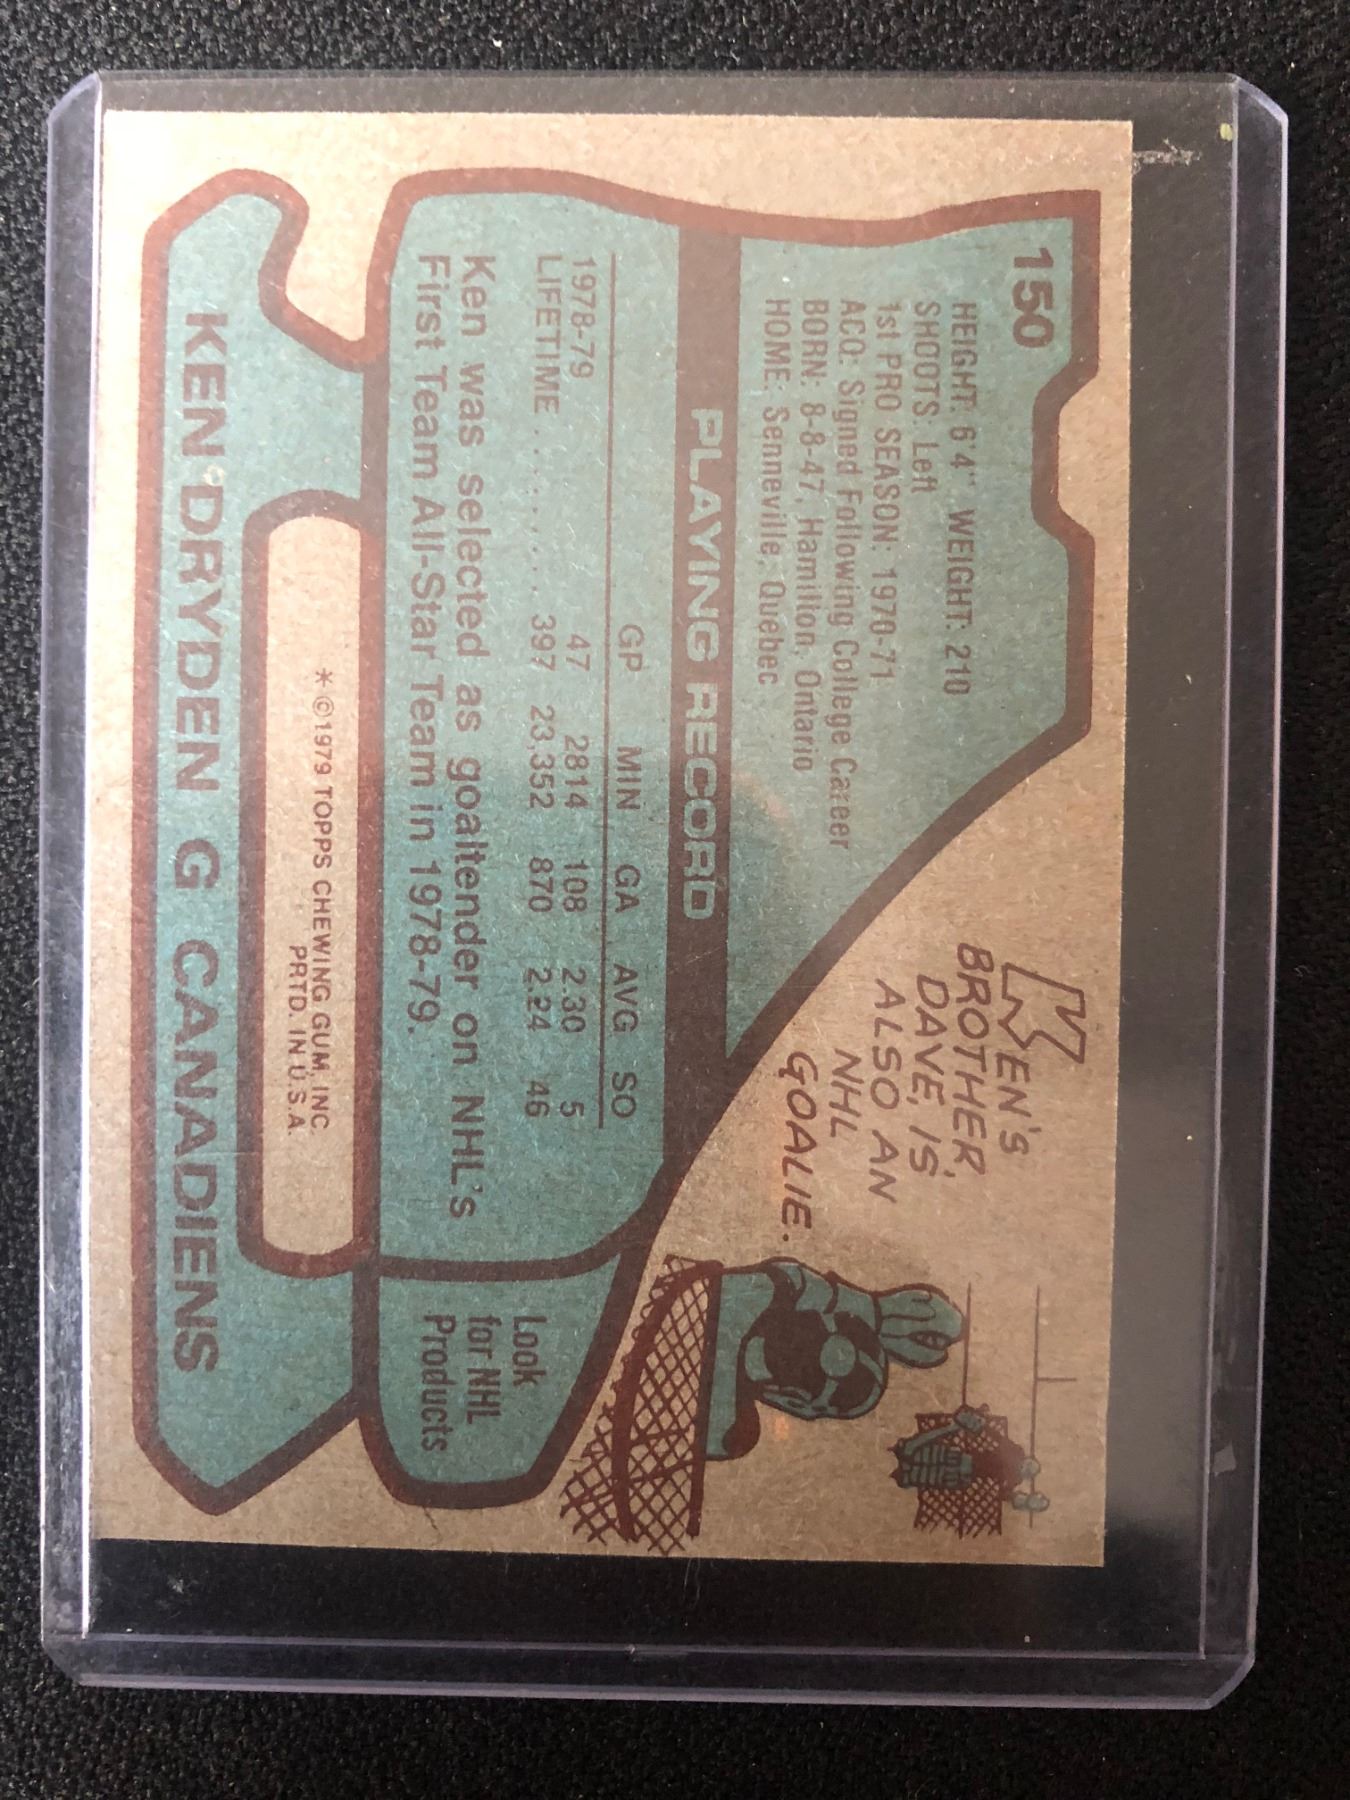 150
HEIGHT: 6'4" WEIGHT: 210
SHOOTS: Left
1st PRO SEASON: 1970-71
ACQ: Signed Following College Career
BORN: 8-8-47, Hamilton, Ontario
HOME: Senneville, Quebec
KEN'S
BROTHER,
DAVE, IS
ALSO AN
NHL
GOALIE.
PLAYING RECORD
GP MIN GA AVG SO
1978-79 47 2814 108 2.30 5
LIFETIME ........ 397 23,352 870 2.24 46
Ken was selected as goaltender on NHL's
First Team All-Star Team in 1978-79.
Look
for NHL
Products
*©1979 TOPPS CHEWING GUM, INC.
PRTD. IN U.S.A.
KEN DRYDEN G CANADIENS